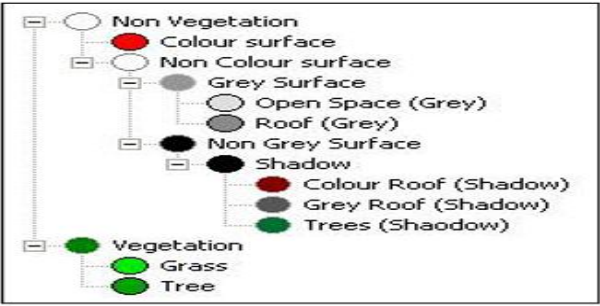 Non Vegetation
Colour surface
Non Colour surface
Grey Surface
Open Space (Grey)
Roof (Grey)
Non Grey Surface
Shadow
Colour Roof (Shadow)
Grey Roof (Shadow)
Trees (Shaodow)
Vegetation
Grass
Tree